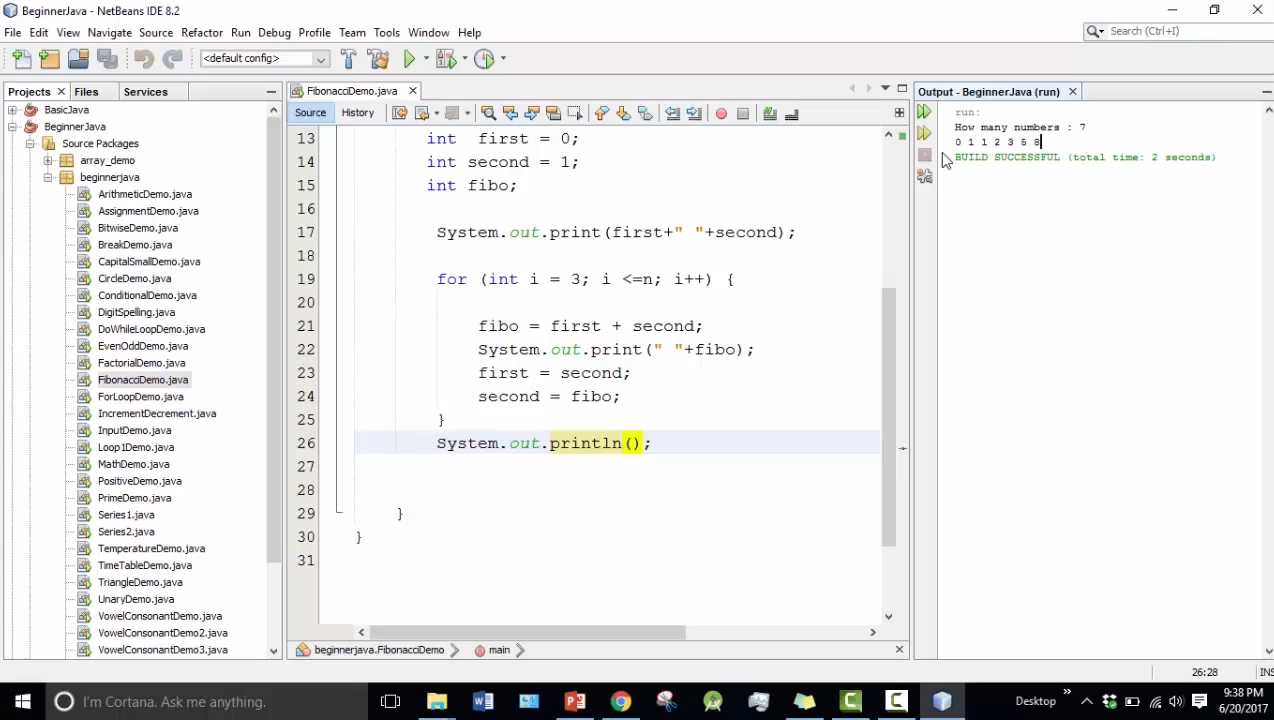 BeginnerJava - NetBeans IDE 8.2
File Edit View Navigate Source Refactor Run Debug Profile Team Tools Window Help
Search (Ctrl+I)
<default config>
Projects Files Services
BasicJava
BeginnerJava
Source Packages
array_demo
beginnerjava
ArithmeticDemo.java
AssignmentDemo.java
BitwiseDemo.java
BreakDemo.java
CapitalSmallDemo.java
CircleDemo.java
ConditionalDemo.java
DigitSpelling.java
DoWhileLoopDemo.java
EvenOddDemo.java
FactorialDemo.java
FibonacciDemo.java
ForLoopDemo.java
IncrementDecrement.java
InputDemo.java
Loop1Demo.java
MathDemo.java
PositiveDemo.java
PrimeDemo.java
Series1.java
Series2.java
TemperatureDemo.java
TimeTableDemo.java
TriangleDemo.java
UnaryDemo.java
VowelConsonantDemo.java
VowelConsonantDemo2.java
VowelConsonantDemo3.java
FibonacciDemo.java
Source History
13 int first = 0;
14 int second = 1;
15 int fibo;
16
17 System.out.print(first+" "+second);
18
19 for (int i = 3; i <=n; i++) {
20
21 fibo = first + second;
22 System.out.print(" "+fibo);
23 first = second;
24 second = fibo;
25 }
26 System.out.println();
27
28
29 }
30 }
31
beginnerjava.FibonacciDemo main
Output - BeginnerJava (run)
run:
How many numbers : 7
0 1 1 2 3 5 8
BUILD SUCCESSFUL (total time: 2 seconds)
26:28 INS
I'm Cortana. Ask me anything.
Desktop
9:38 PM
6/20/2017